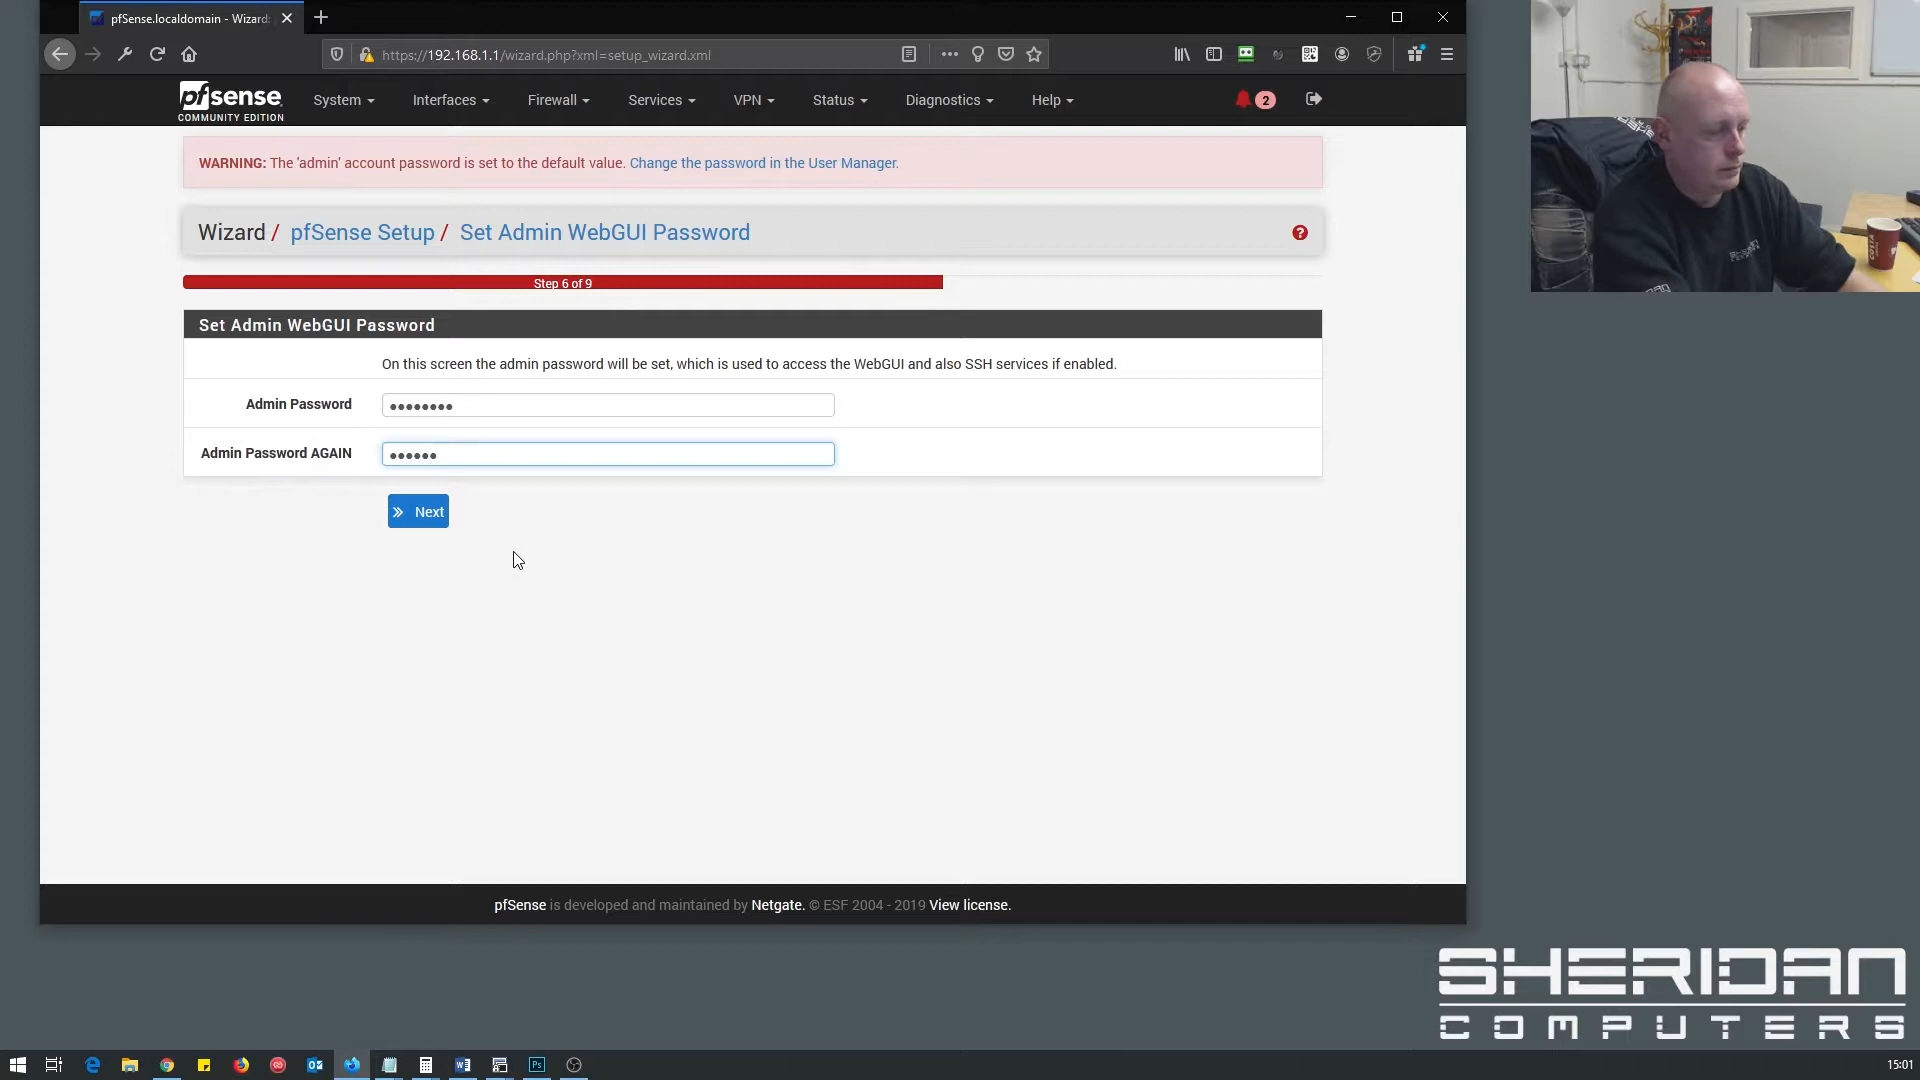 pfSense.localdomain - Wizard:
https://192.168.1.1/wizard.php?xml=setup_wizard.xml
pfsense
COMMUNITY EDITION
System
Interfaces
Firewall
Services
VPN
Status
Diagnostics
Help
2
WARNING: The 'admin' account password is set to the default value. Change the password in the User Manager.
Wizard / pfSense Setup / Set Admin WebGUI Password
Step 6 of 9
Set Admin WebGUI Password
On this screen the admin password will be set, which is used to access the WebGUI and also SSH services if enabled.
Admin Password
Admin Password AGAIN
Next
pfSense is developed and maintained by Netgate. © ESF 2004 - 2019 View license.
SHERIDAN
COMPUTERS
15:01